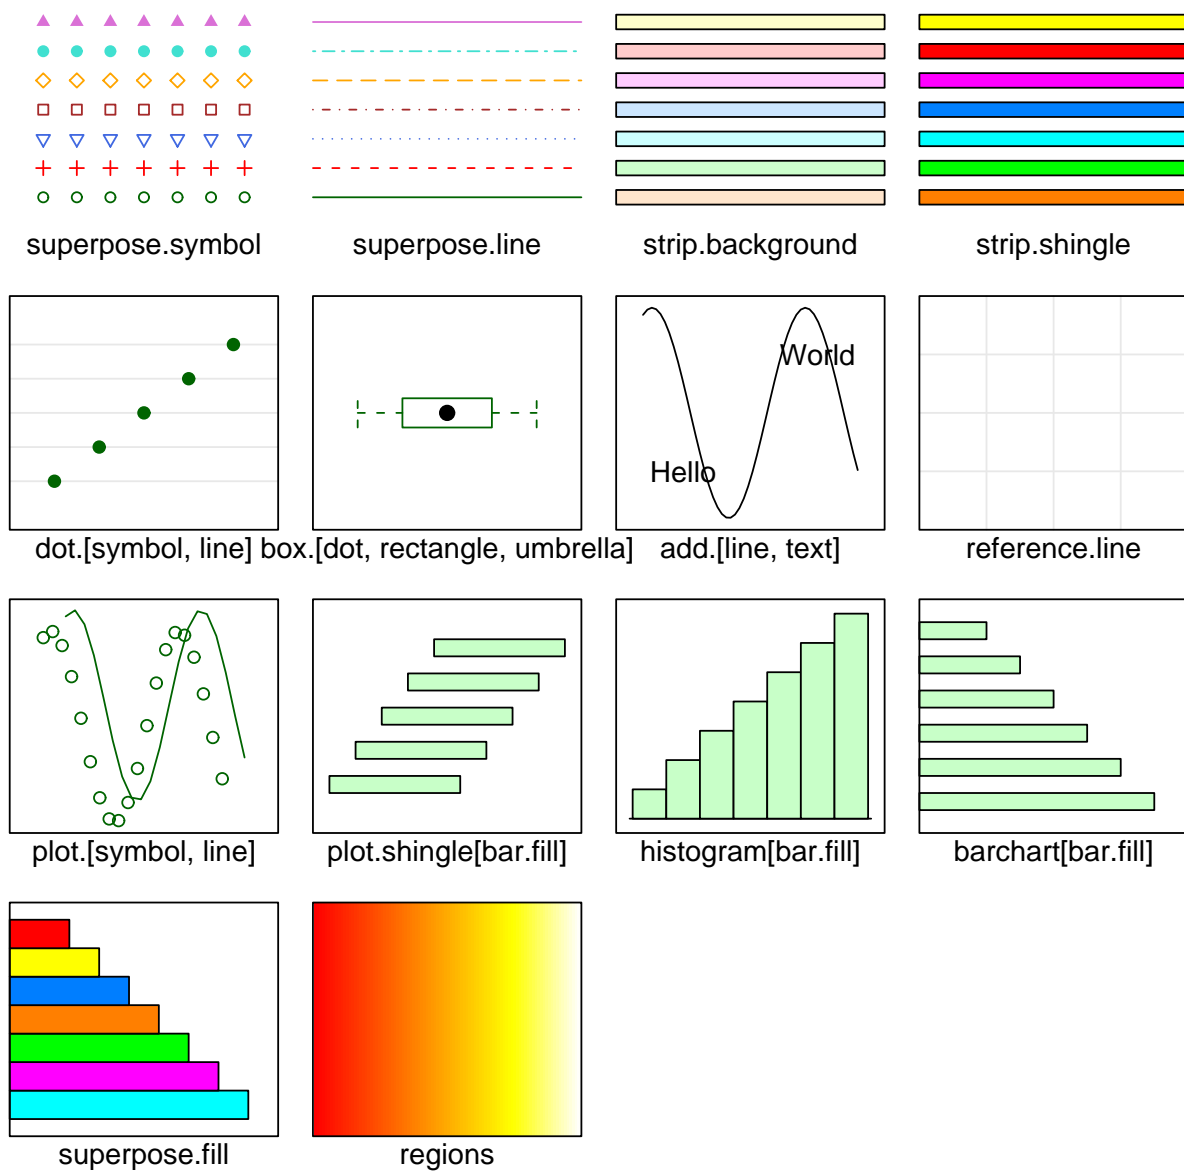 superpose.symbol
superpose.line
strip.background
strip.shingle
World
Hello
dot.[symbol, line]
box.[dot, rectangle, umbrella]
add.[line, text]
reference.line
plot.[symbol, line]
plot.shingle[bar.fill]
histogram[bar.fill]
barchart[bar.fill]
superpose.fill
regions